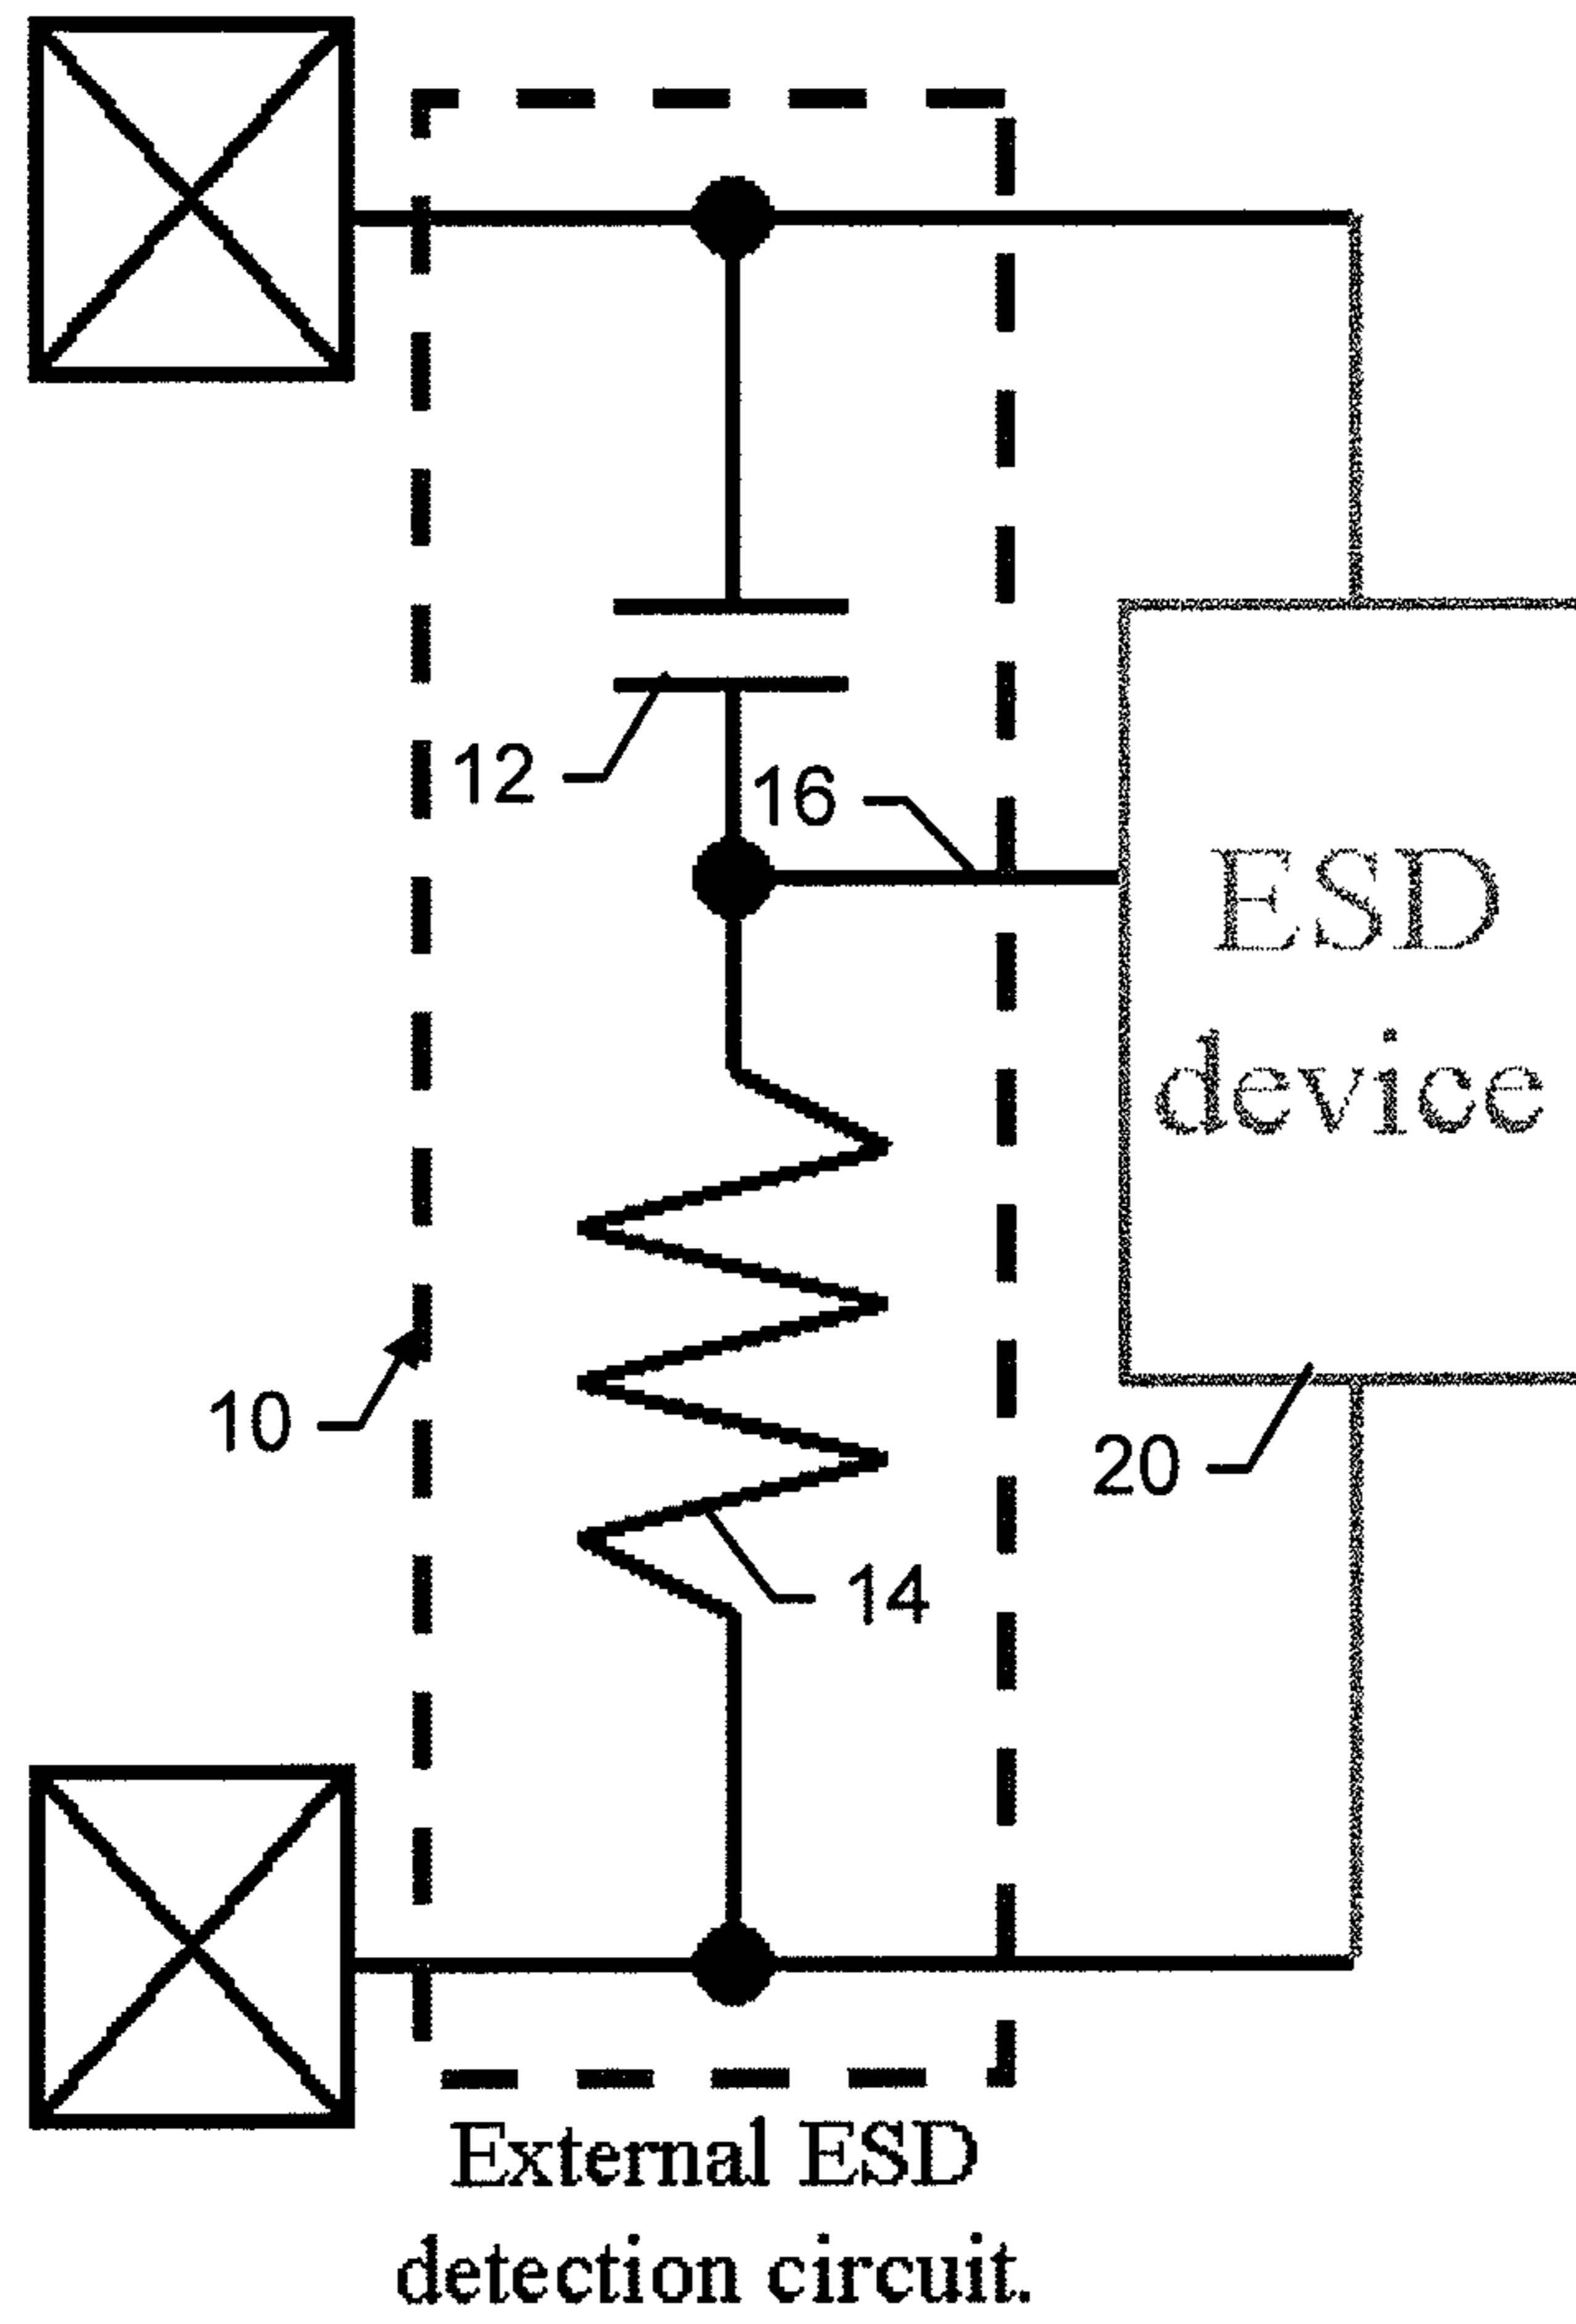 12
16
ESD
device
10
20
14
External ESD
detection circuit.